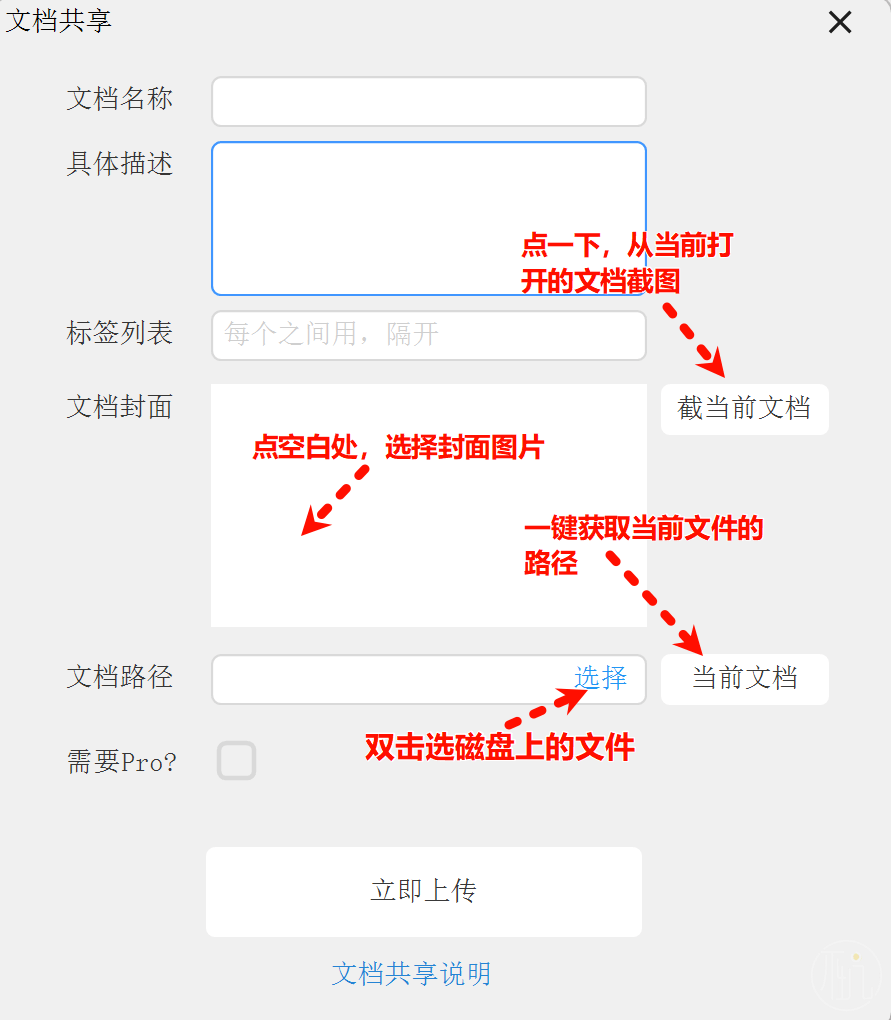 文档共享
文档名称
具体描述
点一下，从当前打
开的文档截图
标签列表
每个之间用，隔开
文档封面
截当前文档
点空白处，选择封面图片
一键获取当前文件的
路径
文档路径
选择
当前文档
双击选磁盘上的文件
需要Pro?
立即上传
文档共享说明